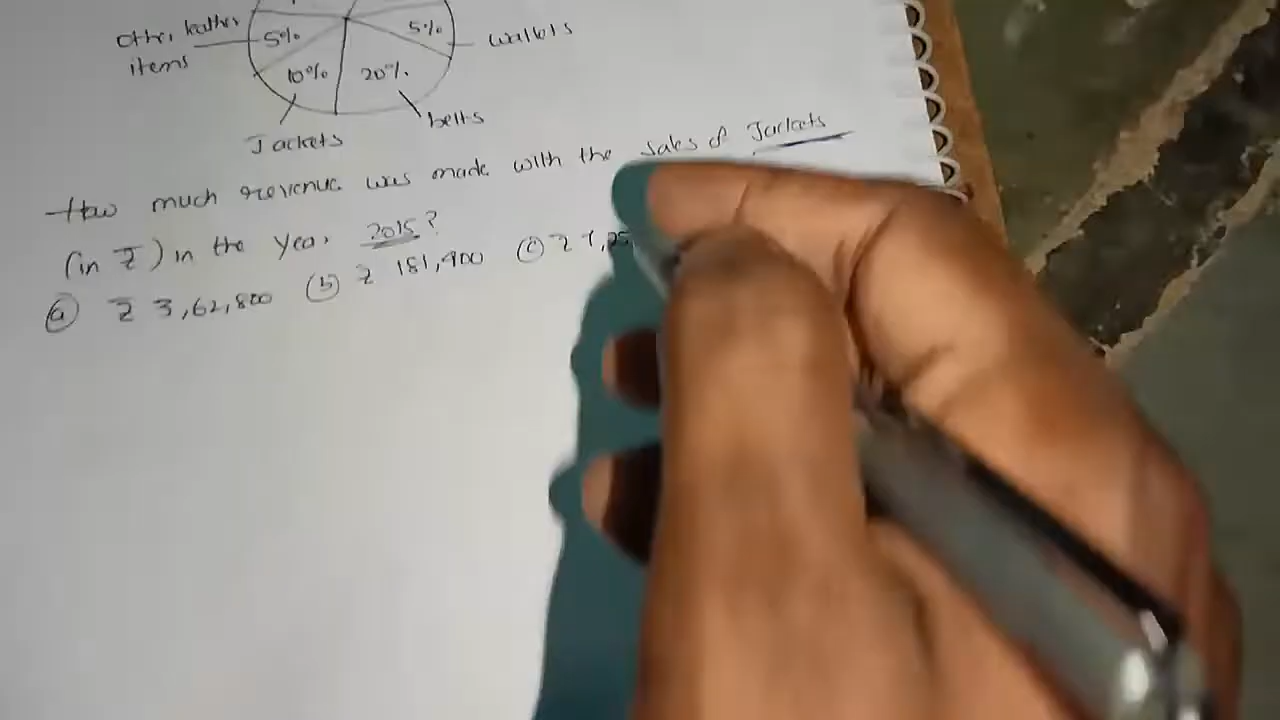 Other leather
items
5%
5%
wallets
10%
20%
Jackets
belts
How much revenue was made with the sales of Jackets
(in ₹) in the year 2015?
(a) ₹ 3,62,800 (b) ₹ 181,400 (c) ₹